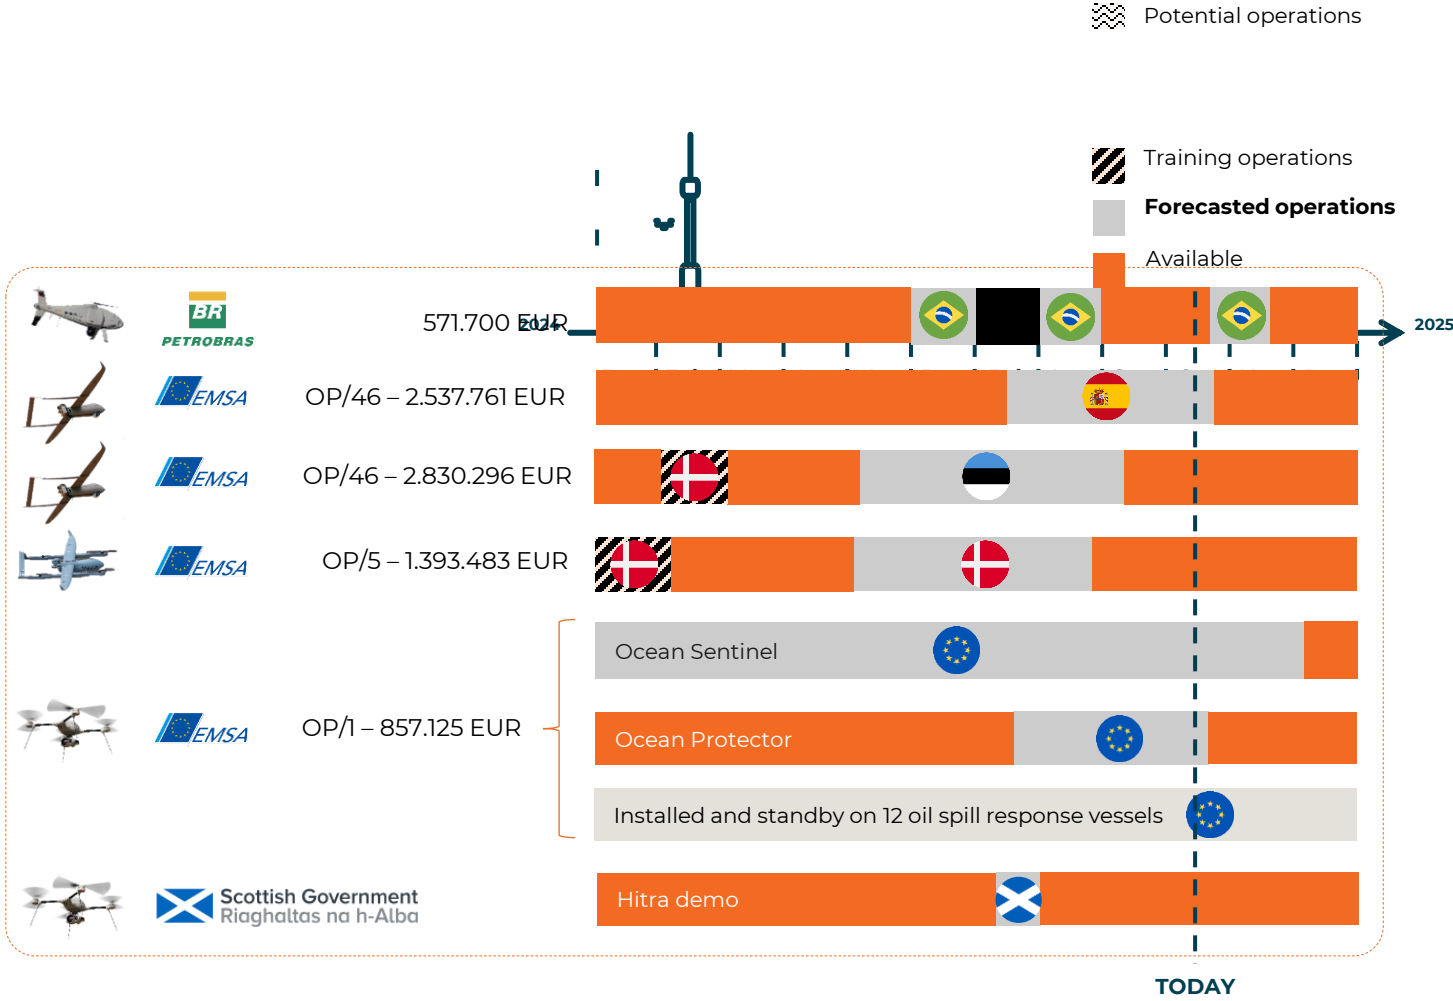 Potential operations
Training operations
Forecasted operations
Available
BR
PETROBRAS
571.700 EUR
2024
2025
EMSA
OP/46 – 2.537.761 EUR
EMSA
OP/46 – 2.830.296 EUR
EMSA
OP/5 – 1.393.483 EUR
Ocean Sentinel
EMSA
OP/1 – 857.125 EUR
Ocean Protector
Installed and standby on 12 oil spill response vessels
Scottish Government
Riaghaltas na h-Alba
Hitra demo
TODAY